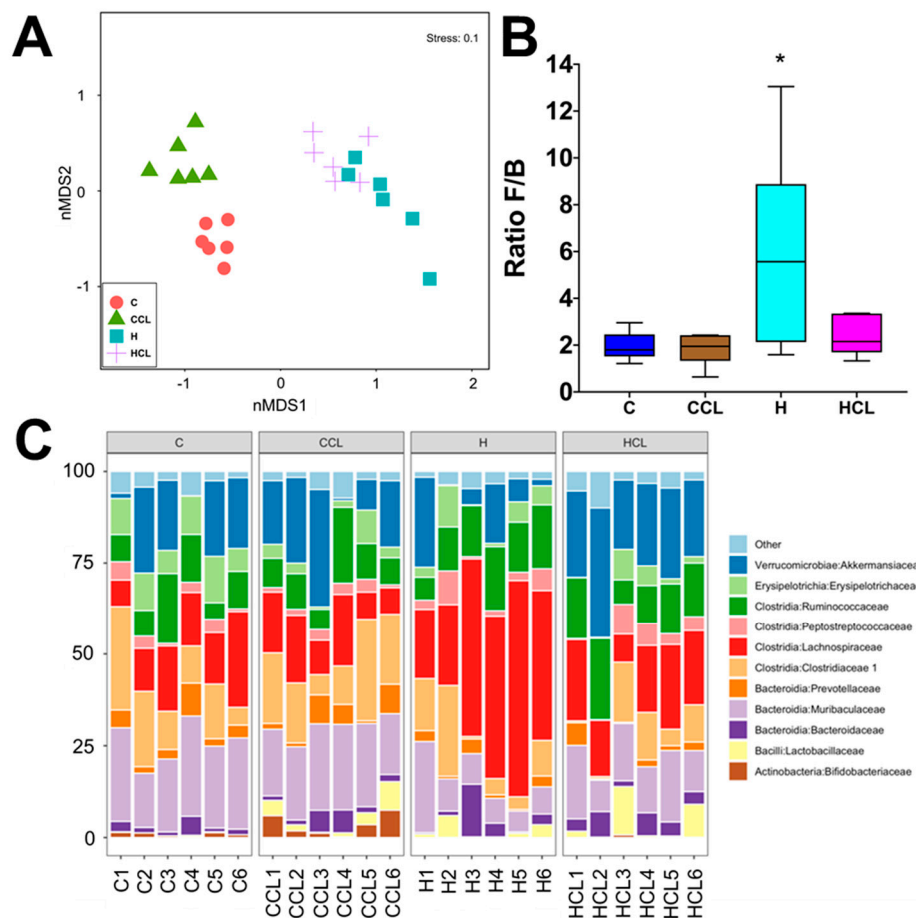 A
Stress: 0.1
nMDS2
1
0
-1
C
CCL
H
HCL
-1
0
1
2
nMDS1
B
*
Ratio F/B
14
12
10
8
6
4
2
0
C
CCL
H
HCL
C
C
CCL
H
HCL
100
75
50
25
0
C1
C2
C3
C4
C5
C6
CCL1
CCL2
CCL3
CCL4
CCL5
CCL6
H1
H2
H3
H4
H5
H6
HCL1
HCL2
HCL3
HCL4
HCL5
HCL6
Other
Verrucomicrobiae:Akkermansiacea
Erysipelotrichia:Erysipelotrichaceae
Clostridia:Ruminococcaceae
Clostridia:Peptostreptococcaceae
Clostridia:Lachnospiraceae
Clostridia:Clostridiaceae 1
Bacteroidia:Prevotellaceae
Bacteroidia:Muribaculaceae
Bacteroidia:Bacteroidaceae
Bacilli:Lactobacillaceae
Actinobacteria:Bifidobacteriaceae